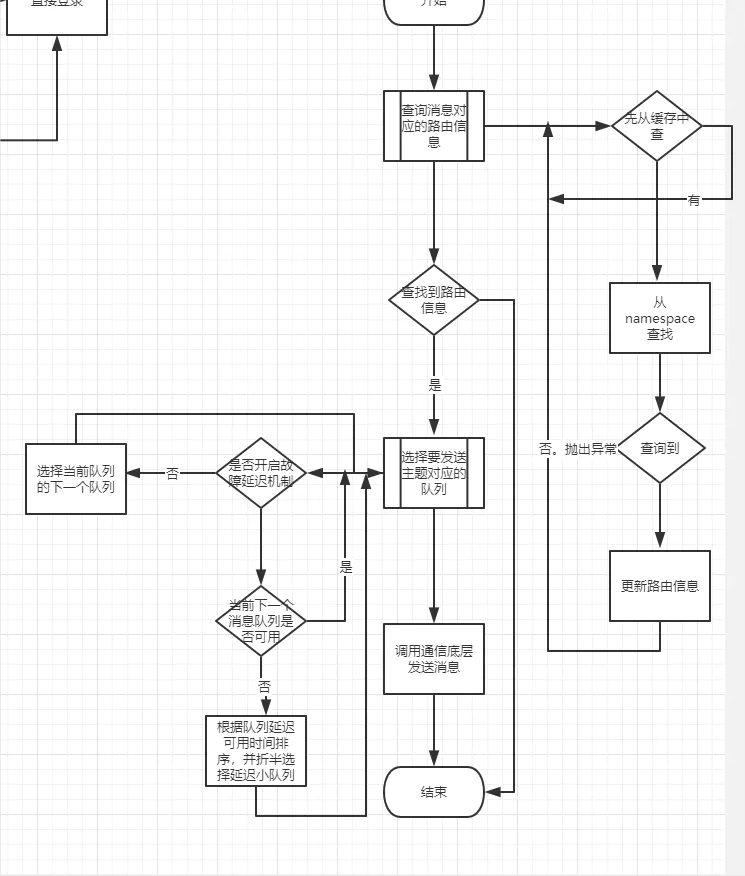 直接登录
开始
查询消息对
应的路由信
息
先从缓存中
查
有
查找到路由
信息
从
namespace
查找
是
否。抛出异常
查询到
选择当前队列
的下一个队列
否
是否开启故
障延迟机制
选择要发送
主题对应的
队列
是
更新路由信息
当前下一个
消息队列是
否可用
调用通信底层
发送消息
否
根据队列延迟
可用时间排
序，并折半选
择延迟小队列
结束